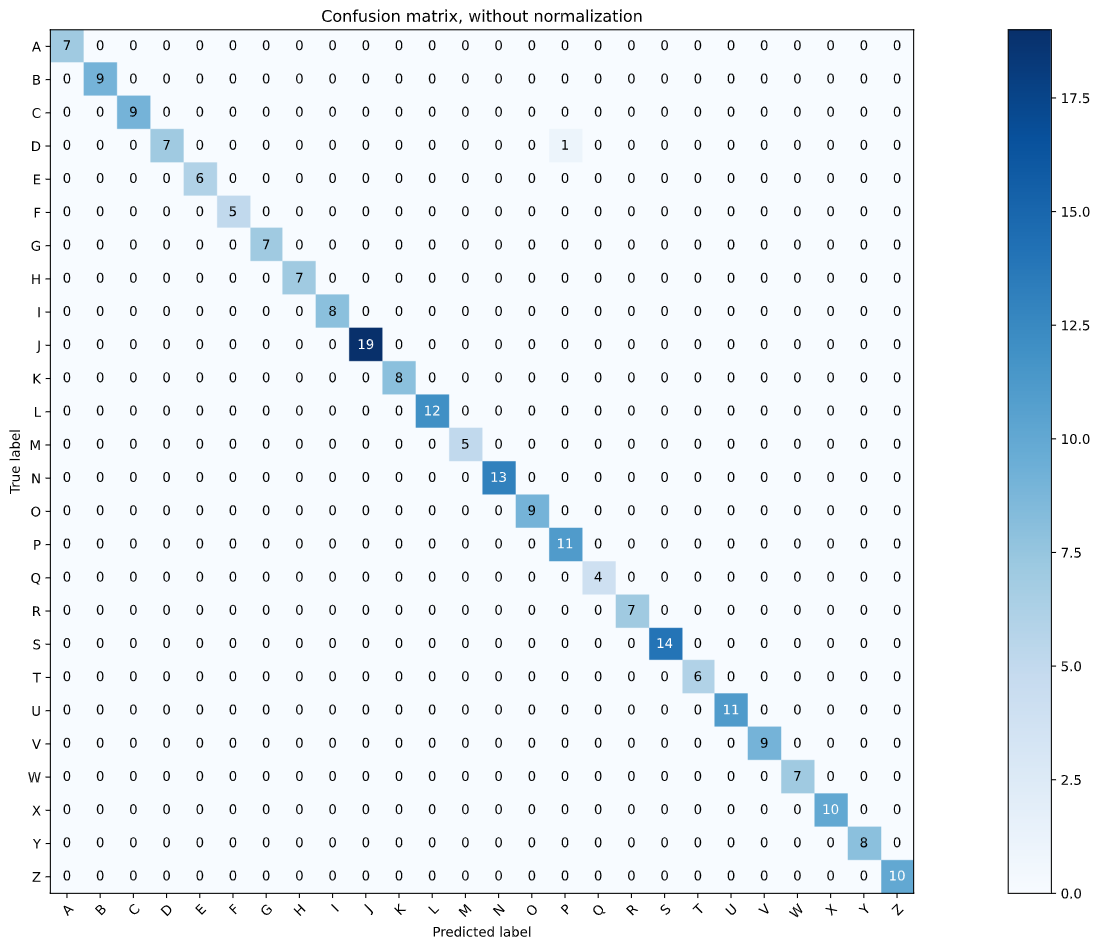 Confusion matrix, without normalization
A 7 0 0 0 0 0 0 0 0 0 0 0 0 0 0 0 0 0 0 0 0 0 0 0 0 0
B 0 9 0 0 0 0 0 0 0 0 0 0 0 0 0 0 0 0 0 0 0 0 0 0 0 0
C 0 0 9 0 0 0 0 0 0 0 0 0 0 0 0 0 0 0 0 0 0 0 0 0 0 0
D 0 0 0 7 0 0 0 0 0 0 0 0 0 0 0 1 0 0 0 0 0 0 0 0 0 0
E 0 0 0 0 6 0 0 0 0 0 0 0 0 0 0 0 0 0 0 0 0 0 0 0 0 0
F 0 0 0 0 0 5 0 0 0 0 0 0 0 0 0 0 0 0 0 0 0 0 0 0 0 0
G 0 0 0 0 0 0 7 0 0 0 0 0 0 0 0 0 0 0 0 0 0 0 0 0 0 0
H 0 0 0 0 0 0 0 7 0 0 0 0 0 0 0 0 0 0 0 0 0 0 0 0 0 0
I 0 0 0 0 0 0 0 0 8 0 0 0 0 0 0 0 0 0 0 0 0 0 0 0 0 0
J 0 0 0 0 0 0 0 0 0 19 0 0 0 0 0 0 0 0 0 0 0 0 0 0 0 0
K 0 0 0 0 0 0 0 0 0 0 8 0 0 0 0 0 0 0 0 0 0 0 0 0 0 0
L 0 0 0 0 0 0 0 0 0 0 0 12 0 0 0 0 0 0 0 0 0 0 0 0 0 0
M 0 0 0 0 0 0 0 0 0 0 0 0 5 0 0 0 0 0 0 0 0 0 0 0 0 0
N 0 0 0 0 0 0 0 0 0 0 0 0 0 13 0 0 0 0 0 0 0 0 0 0 0 0
O 0 0 0 0 0 0 0 0 0 0 0 0 0 0 9 0 0 0 0 0 0 0 0 0 0 0
P 0 0 0 0 0 0 0 0 0 0 0 0 0 0 0 11 0 0 0 0 0 0 0 0 0 0
Q 0 0 0 0 0 0 0 0 0 0 0 0 0 0 0 0 4 0 0 0 0 0 0 0 0 0
R 0 0 0 0 0 0 0 0 0 0 0 0 0 0 0 0 0 7 0 0 0 0 0 0 0 0
S 0 0 0 0 0 0 0 0 0 0 0 0 0 0 0 0 0 0 14 0 0 0 0 0 0 0
T 0 0 0 0 0 0 0 0 0 0 0 0 0 0 0 0 0 0 0 6 0 0 0 0 0 0
U 0 0 0 0 0 0 0 0 0 0 0 0 0 0 0 0 0 0 0 0 11 0 0 0 0 0
V 0 0 0 0 0 0 0 0 0 0 0 0 0 0 0 0 0 0 0 0 0 9 0 0 0 0
W 0 0 0 0 0 0 0 0 0 0 0 0 0 0 0 0 0 0 0 0 0 0 7 0 0 0
X 0 0 0 0 0 0 0 0 0 0 0 0 0 0 0 0 0 0 0 0 0 0 0 10 0 0
Y 0 0 0 0 0 0 0 0 0 0 0 0 0 0 0 0 0 0 0 0 0 0 0 0 8 0
Z 0 0 0 0 0 0 0 0 0 0 0 0 0 0 0 0 0 0 0 0 0 0 0 0 0 10
A B C D E F G H I J K L M N O P Q R S T U V W X Y Z
Predicted label
True label
17.5
15.0
12.5
10.0
7.5
5.0
2.5
0.0